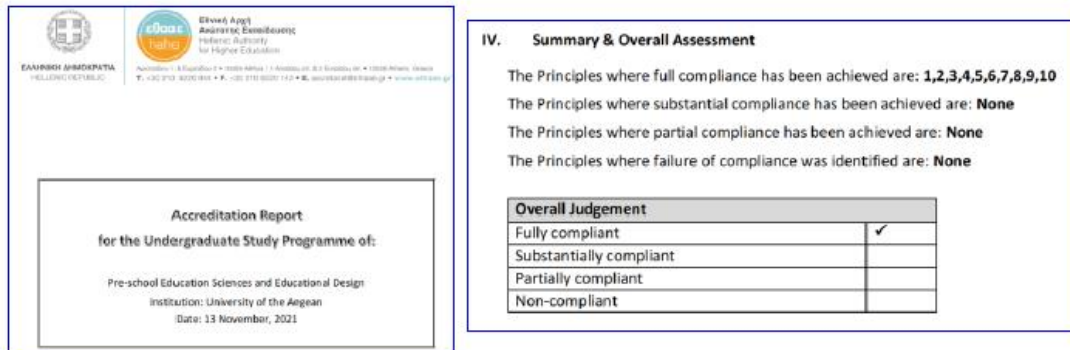 εθααε
haha
Εθνική Αρχή
Ανώτατης Εκπαίδευσης
Hellenic Authority
for Higher Education
ΕΛΛΗΝΙΚΗ ΔΗΜΟΚΡΑΤΙΑ
HELLENIC REPUBLIC
Accreditation Report
for the Undergraduate Study Programme of:
Pre-school Education Sciences and Educational Design
Institution: University of the Aegean
Date: 13 November, 2021
IV. Summary & Overall Assessment
The Principles where full compliance has been achieved are: 1,2,3,4,5,6,7,8,9,10
The Principles where substantial compliance has been achieved are: None
The Principles where partial compliance has been achieved are: None
The Principles where failure of compliance was identified are: None
Overall Judgement
Fully compliant ✓
Substantially compliant
Partially compliant
Non-compliant